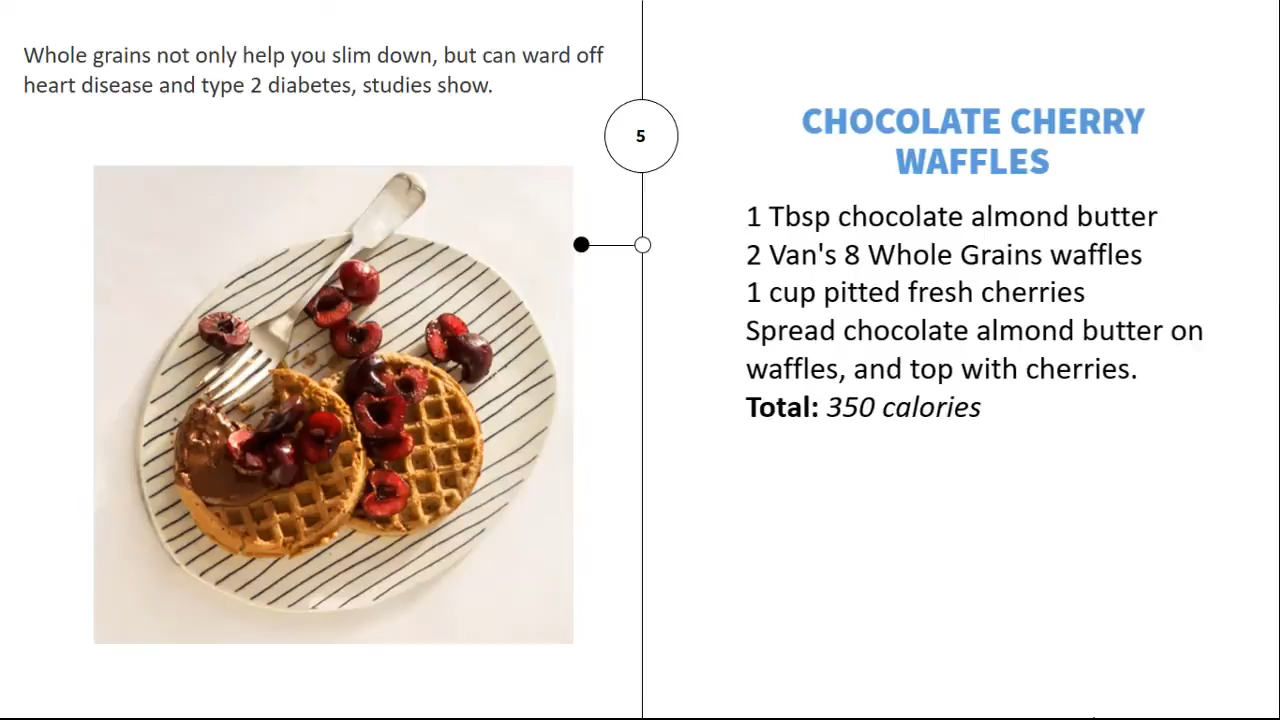 Whole grains not only help you slim down, but can ward off
heart disease and type 2 diabetes, studies show.
5
CHOCOLATE CHERRY
WAFFLES
1 Tbsp chocolate almond butter
2 Van's 8 Whole Grains waffles
1 cup pitted fresh cherries
Spread chocolate almond butter on
waffles, and top with cherries.
Total: 350 calories